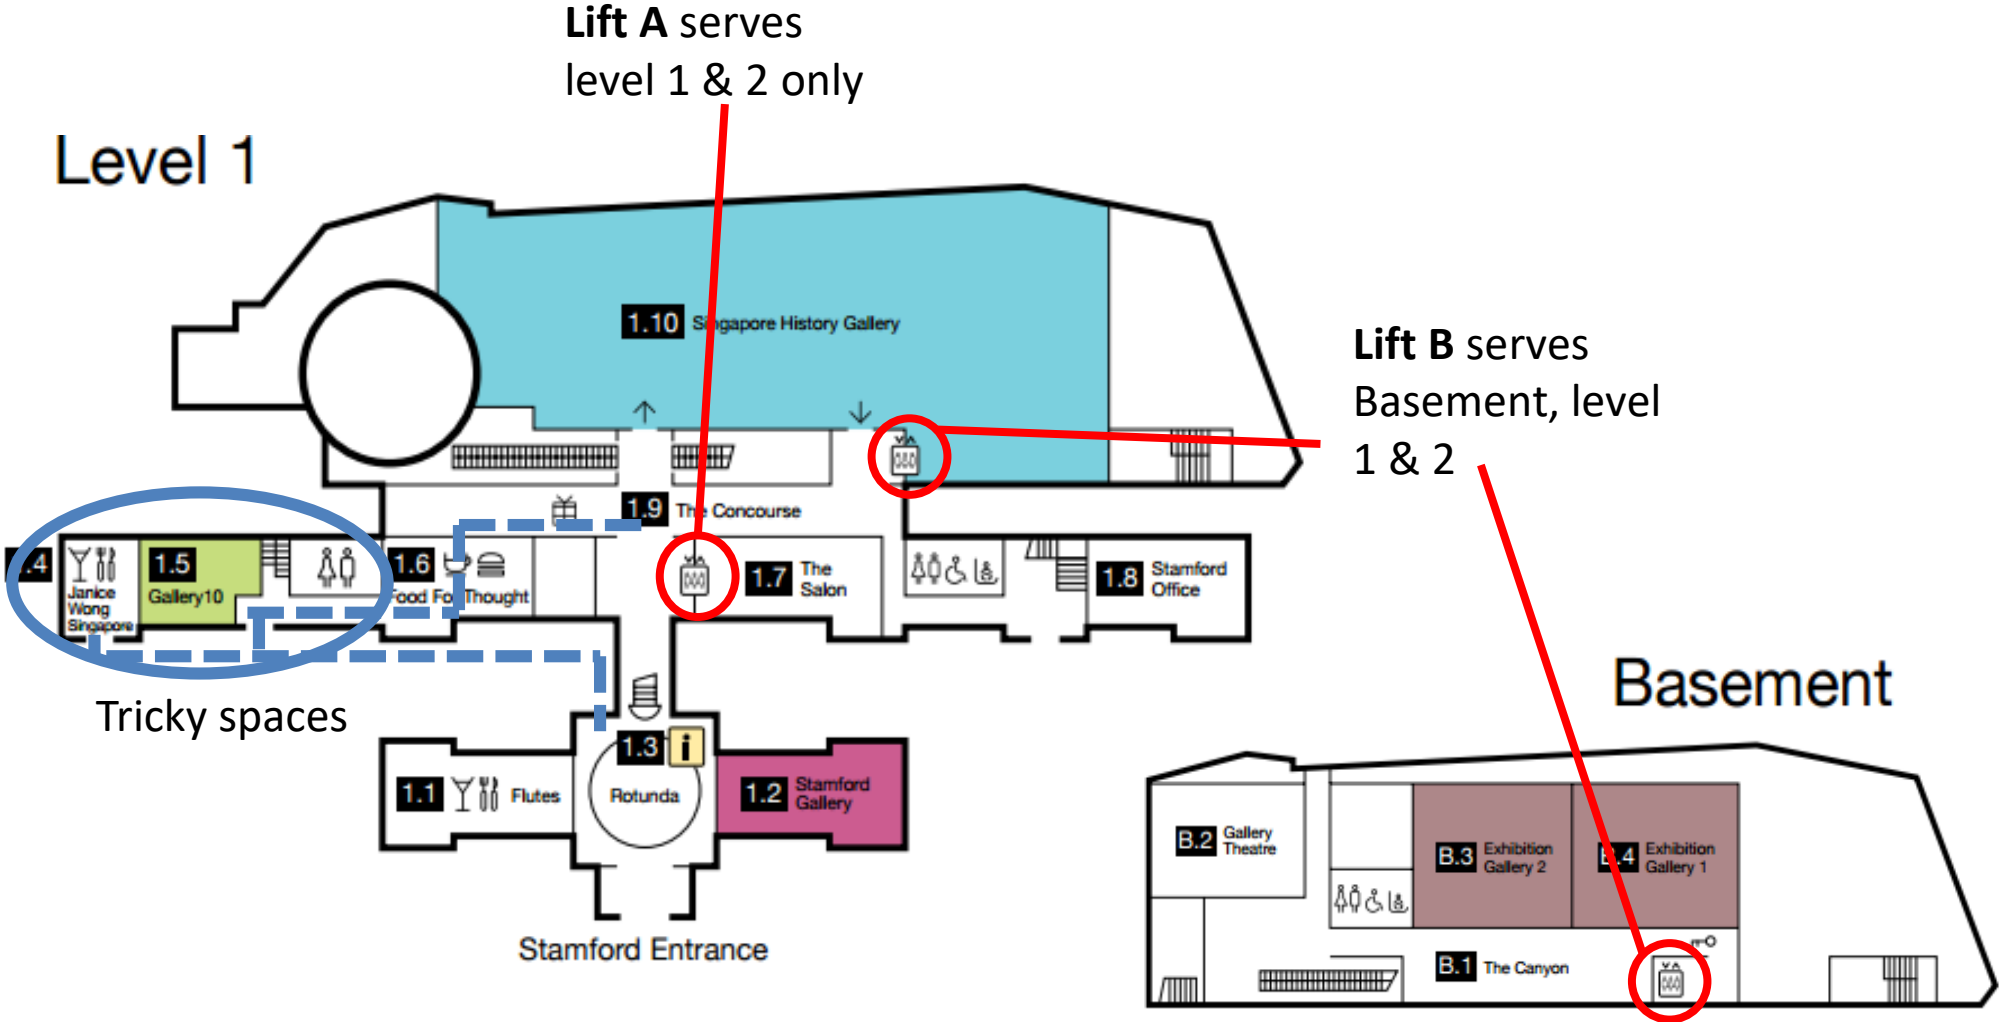 Lift A serves
level 1 & 2 only
Level 1
1.10 Singapore History Gallery
Lift B serves
Basement, level
1 & 2
1.9 The Concourse
.4
Janice
Wong
Singapore
1.5
Gallery10
1.6
Food For Thought
1.7 The
Salon
1.8 Stamford
Office
Tricky spaces
1.3 i
1.1 Flutes
Rotunda
1.2 Stamford
Gallery
Stamford Entrance
Basement
B.2 Gallery
Theatre
B.3 Exhibition
Gallery 2
B.4 Exhibition
Gallery 1
B.1 The Canyon